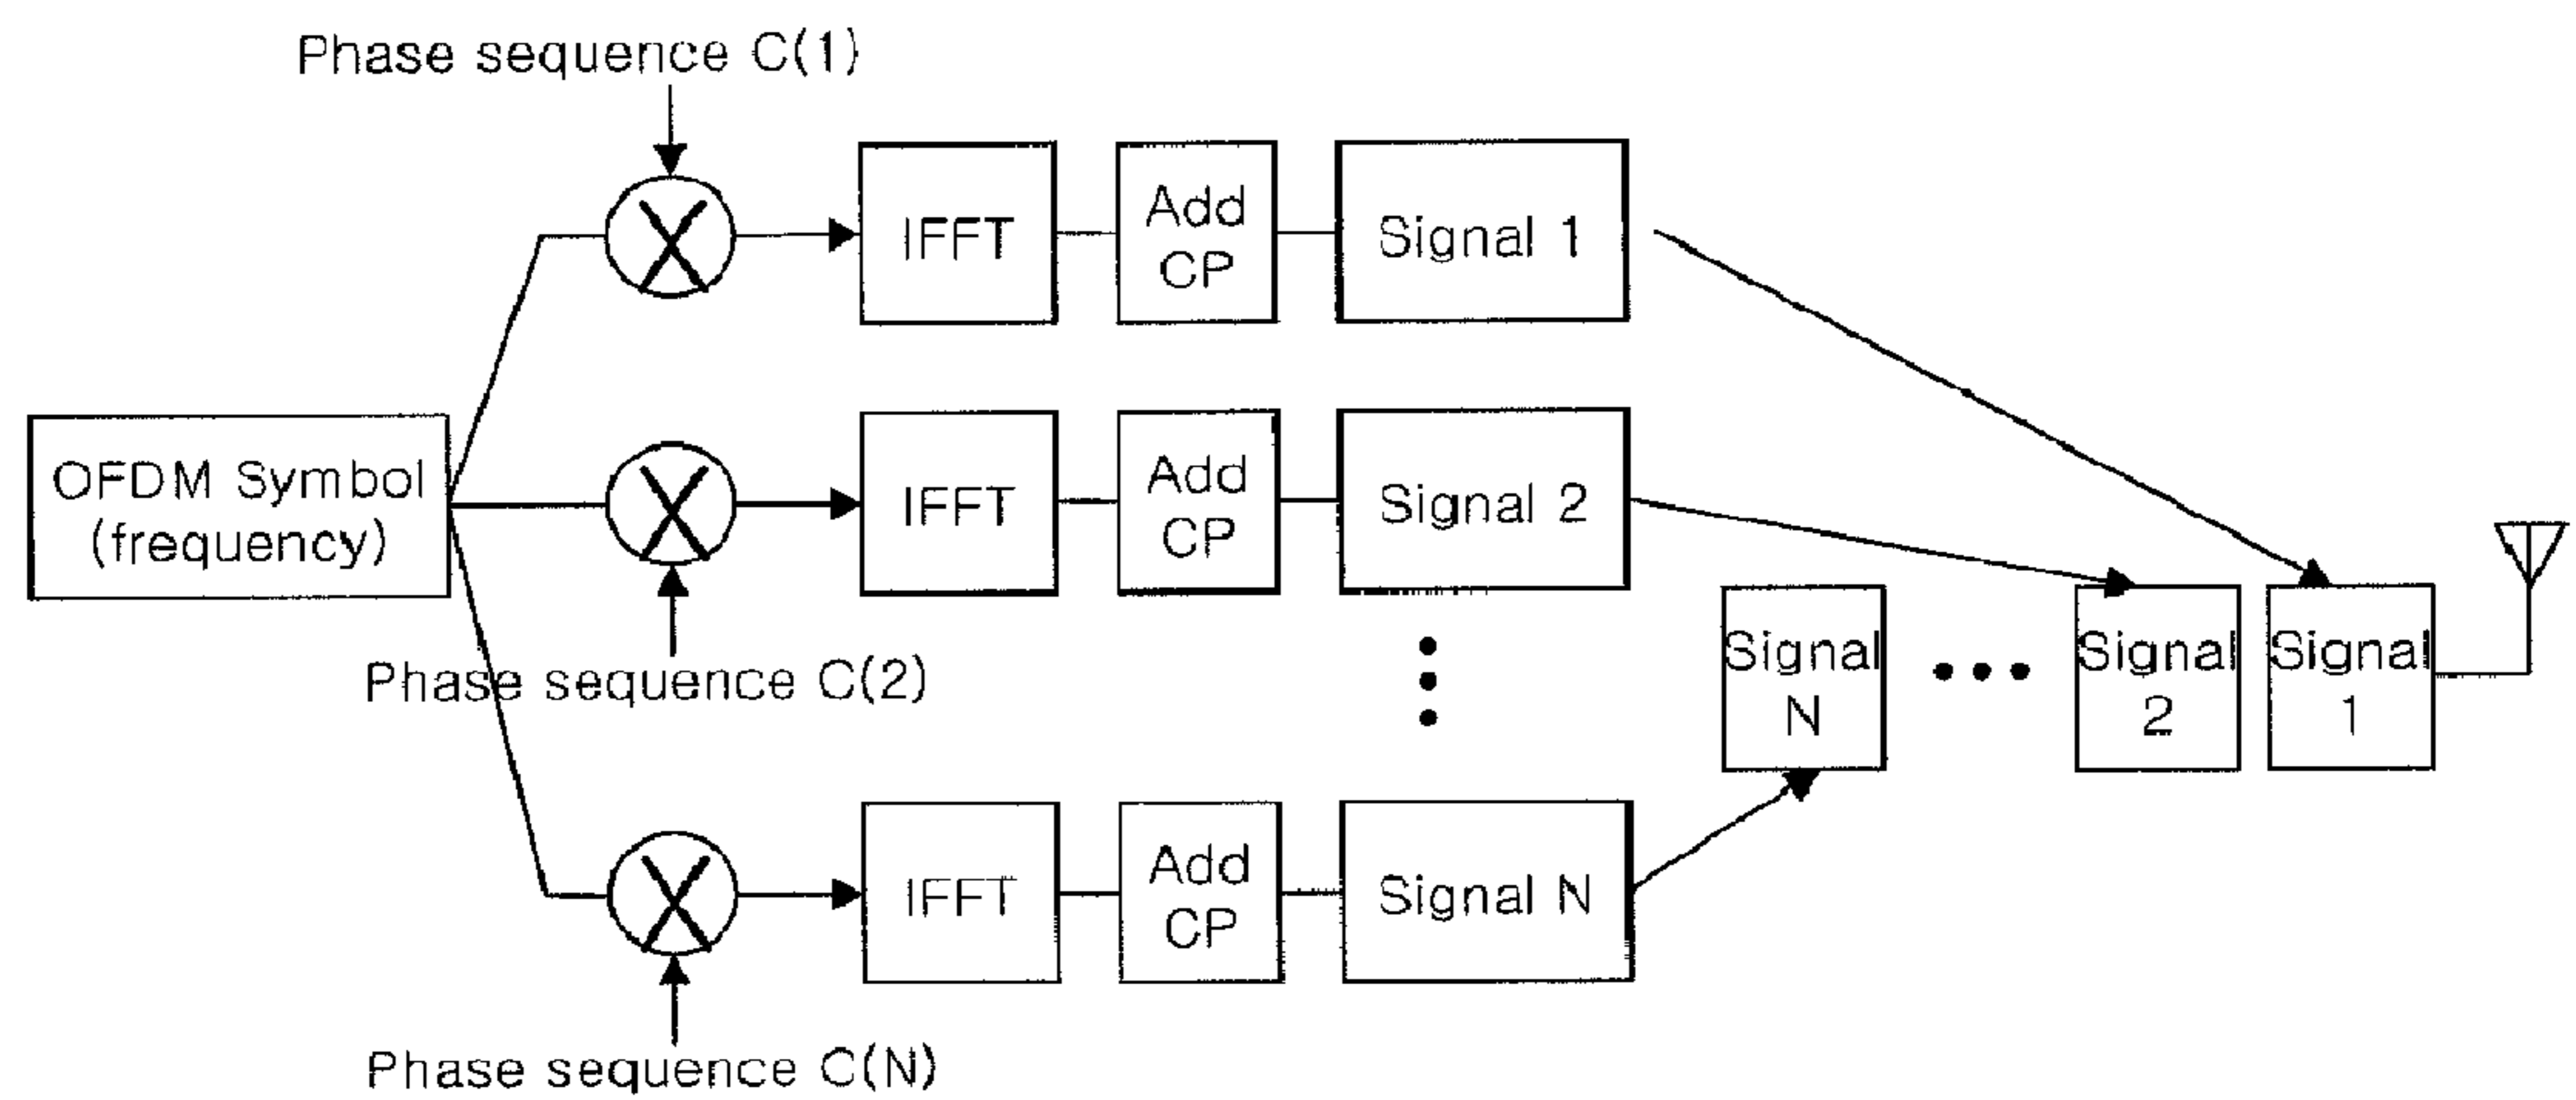 Phase sequence C(1)
IFFT
Add
CP
Signal 1
OFDM Symbol
(frequency)
IFFT
Add
CP
Signal 2
Phase sequence C(2)
Signal
N
Signal
2
Signal
1
IFFT
Add
CP
Signal N
Phase sequence C(N)